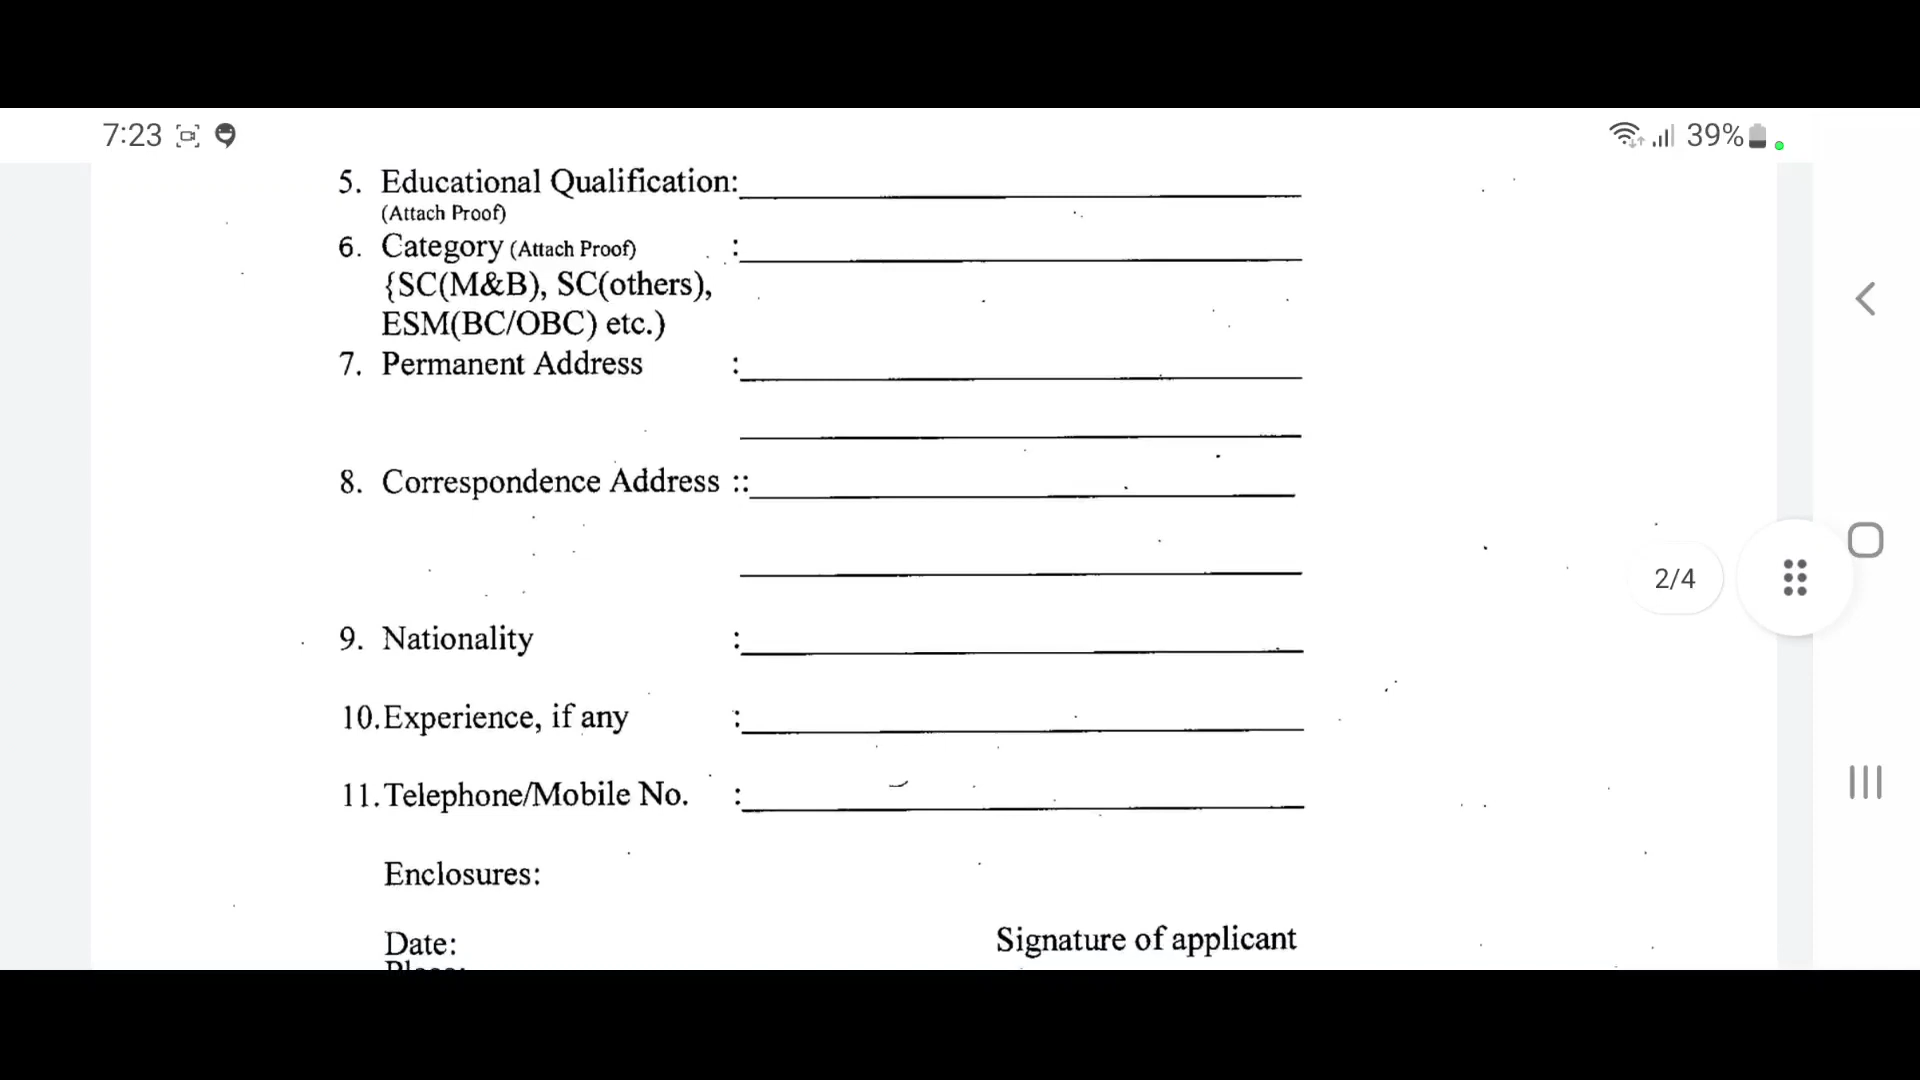 7:23 39%
5. Educational Qualification:
(Attach Proof)
6. Category (Attach Proof) :
{SC(M&B), SC(others),
ESM(BC/OBC) etc.)
7. Permanent Address :
8. Correspondence Address ::
2/4
9. Nationality :
10.Experience, if any :
11.Telephone/Mobile No. :
Enclosures:
Date: Signature of applicant